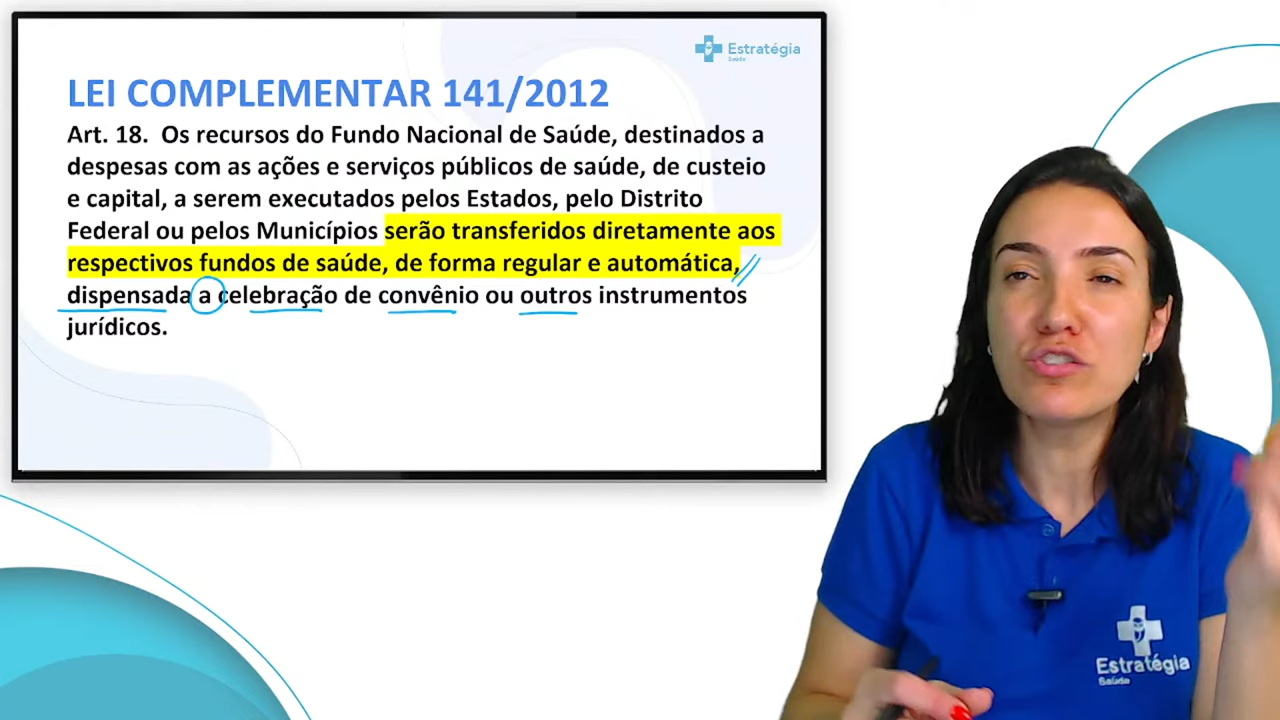 Estratégia
Saúde
LEI COMPLEMENTAR 141/2012
Art. 18. Os recursos do Fundo Nacional de Saúde, destinados a
despesas com as ações e serviços públicos de saúde, de custeio
e capital, a serem executados pelos Estados, pelo Distrito
Federal ou pelos Municípios serão transferidos diretamente aos
respectivos fundos de saúde, de forma regular e automática,
dispensada a celebração de convênio ou outros instrumentos
jurídicos.
Estratégia
Saúde